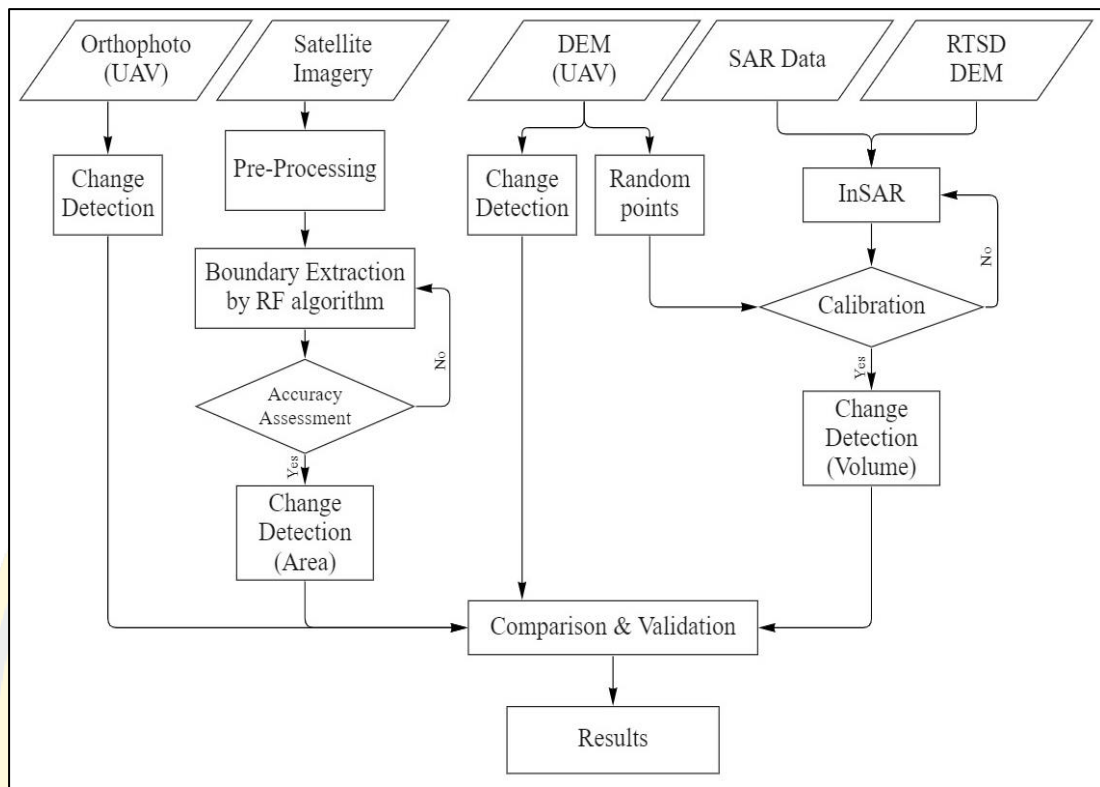 Orthophoto
(UAV)
Satellite
Imagery
DEM
(UAV)
SAR Data
RTSD
DEM
Change
Detection
Pre-Processing
Change
Detection
Random
points
InSAR
No
Boundary Extraction
by RF algorithm
Calibration
No
Accuracy
Assessment
Yes
Change
Detection
(Volume)
Yes
Change
Detection
(Area)
Comparison & Validation
Results